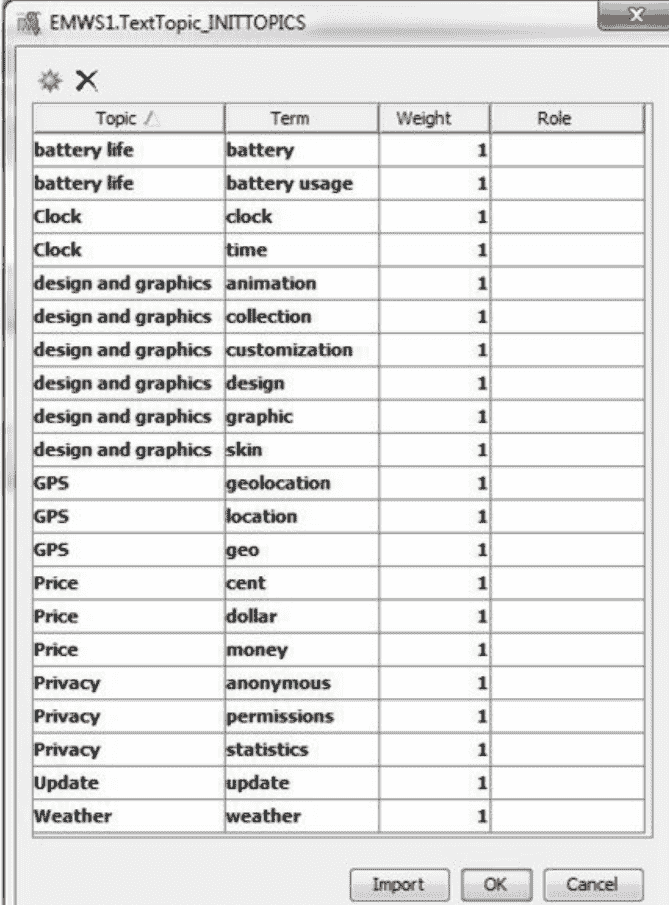 EMWS1.TextTopic_INITTOPICS
Topic Term Weight Role
battery life battery 1
battery life battery usage 1
Clock clock 1
Clock time 1
design and graphics animation 1
design and graphics collection 1
design and graphics customization 1
design and graphics design 1
design and graphics graphic 1
design and graphics skin 1
GPS geolocation 1
GPS location 1
GPS geo 1
Price cent 1
Price dollar 1
Price money 1
Privacy anonymous 1
Privacy permissions 1
Privacy statistics 1
Update update 1
Weather weather 1
Import OK Cancel